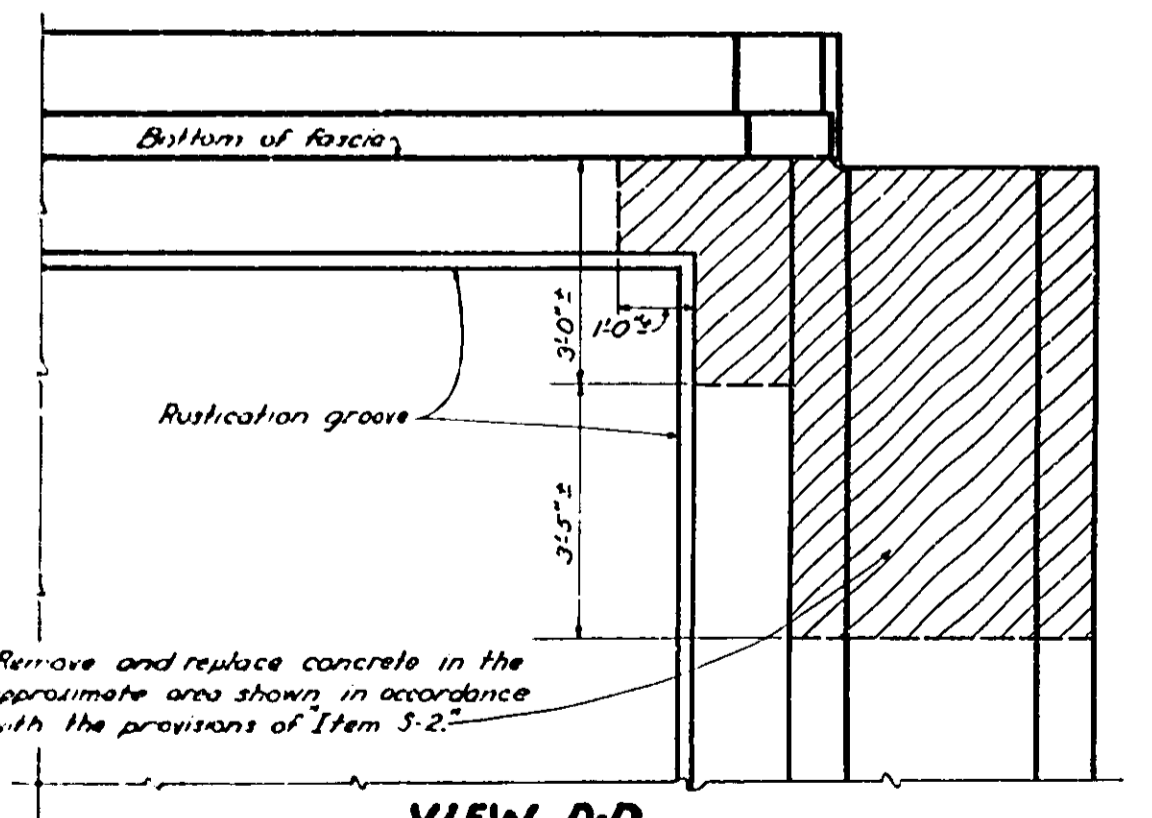 Bottom of fascia
3'-0"±
1'-0"±
Rustication groove
3'-5"±
Remove and replace concrete in the
approximate area shown in accordance
with the provisions of "Item S-2."
VIEW D-D